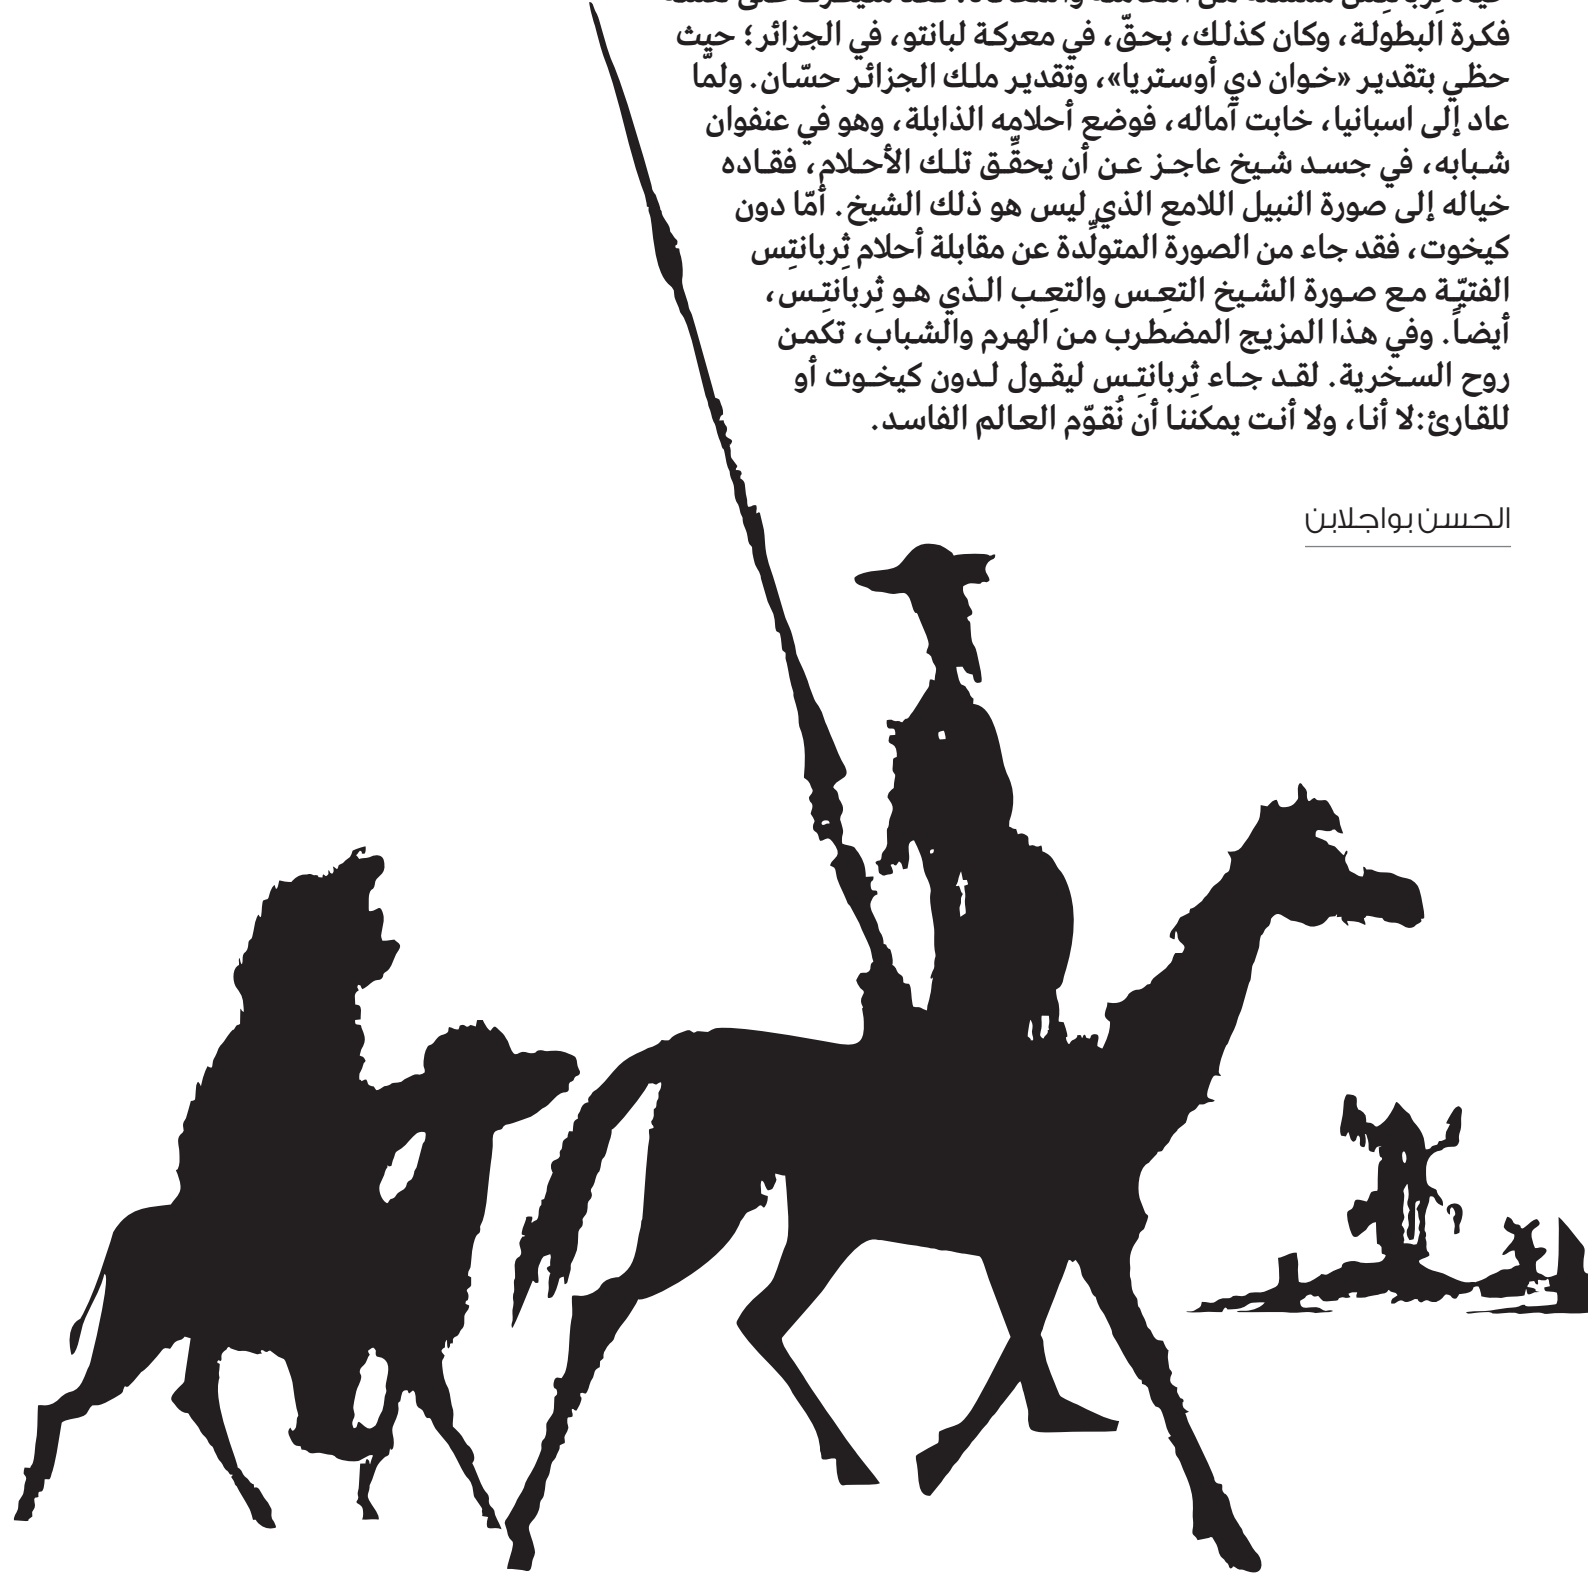 فكرة البطولة، وكان كذلك، بحقّ، في معركة لبانتو، في الجزائر؛ حيث
حظي بتقدير «خوان دي أوستريا»، وتقدير ملك الجزائر حسّان. ولمّا
عاد إلى اسبانيا، خابت آماله، فوضع أحلامه الذابلة، وهو في عنفوان
شبابه، في جسد شيخ عاجز عن أن يحقِّق تلك الأحلام، فقاده
خياله إلى صورة النبيل اللامع الذي ليس هو ذلك الشيخ. أمّا دون
كيخوت، فقد جاء من الصورة المتولِّدة عن مقابلة أحلام ثِربانتِس
الفتيّة مع صورة الشيخ التعِس والتعِب الذي هو ثِربانتِس،
أيضاً. وفي هذا المزيج المضطرب من الهرم والشباب، تكمن
روح السخرية. لقد جاء ثِربانتِس ليقول لدون كيخوت أو
للقارئ:لا أنا، ولا أنت يمكننا أن نُقوّم العالم الفاسد.
الحسن بواجلابن